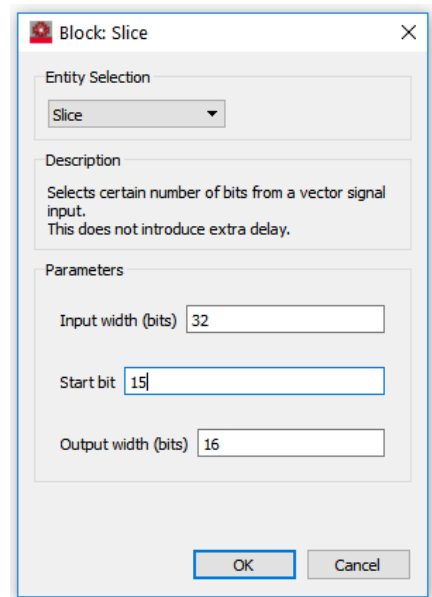 Block: Slice
Entity Selection
Slice
Description
Selects certain number of bits from a vector signal
input.
This does not introduce extra delay.
Parameters
Input width (bits) 32
Start bit 15
Output width (bits) 16
OK Cancel